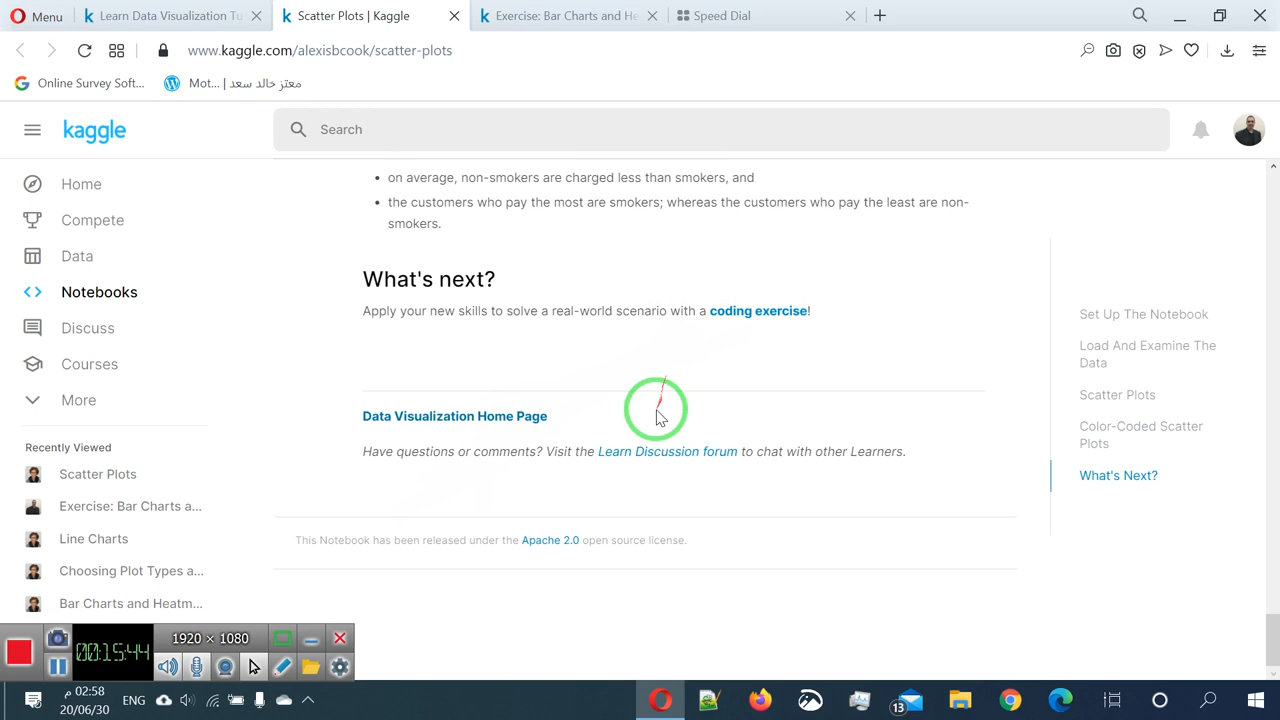 Menu
Learn Data Visualization Tu
Scatter Plots | Kaggle
Exercise: Bar Charts and He
Speed Dial
www.kaggle.com/alexisbcook/scatter-plots
Online Survey Soft...
Mot... | معتز خالد سعد
kaggle
Search
Home
Compete
Data
Notebooks
Discuss
Courses
More
Recently Viewed
Scatter Plots
Exercise: Bar Charts a...
Line Charts
Choosing Plot Types a...
Bar Charts and Heatm...
• on average, non-smokers are charged less than smokers, and
• the customers who pay the most are smokers; whereas the customers who pay the least are non-
smokers.
What's next?
Apply your new skills to solve a real-world scenario with a coding exercise!
Data Visualization Home Page
Have questions or comments? Visit the Learn Discussion forum to chat with other Learners.
This Notebook has been released under the Apache 2.0 open source license.
Set Up The Notebook
Load And Examine The
Data
Scatter Plots
Color-Coded Scatter
Plots
What's Next?
00:15:44
1920 × 1080
02:58 م
20/06/30
ENG
13